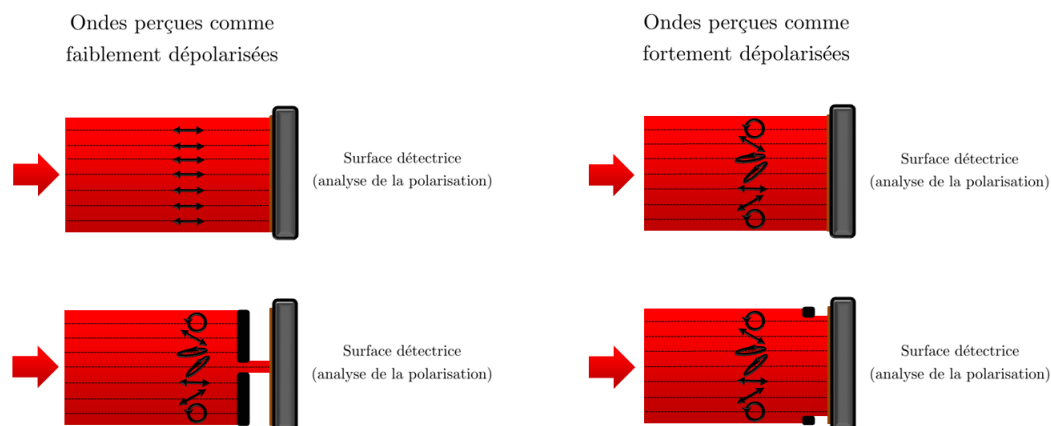 Ondes perçues comme
faiblement dépolarisées
Ondes perçues comme
fortement dépolarisées
Surface détectrice
(analyse de la polarisation)
Surface détectrice
(analyse de la polarisation)
Surface détectrice
(analyse de la polarisation)
Surface détectrice
(analyse de la polarisation)